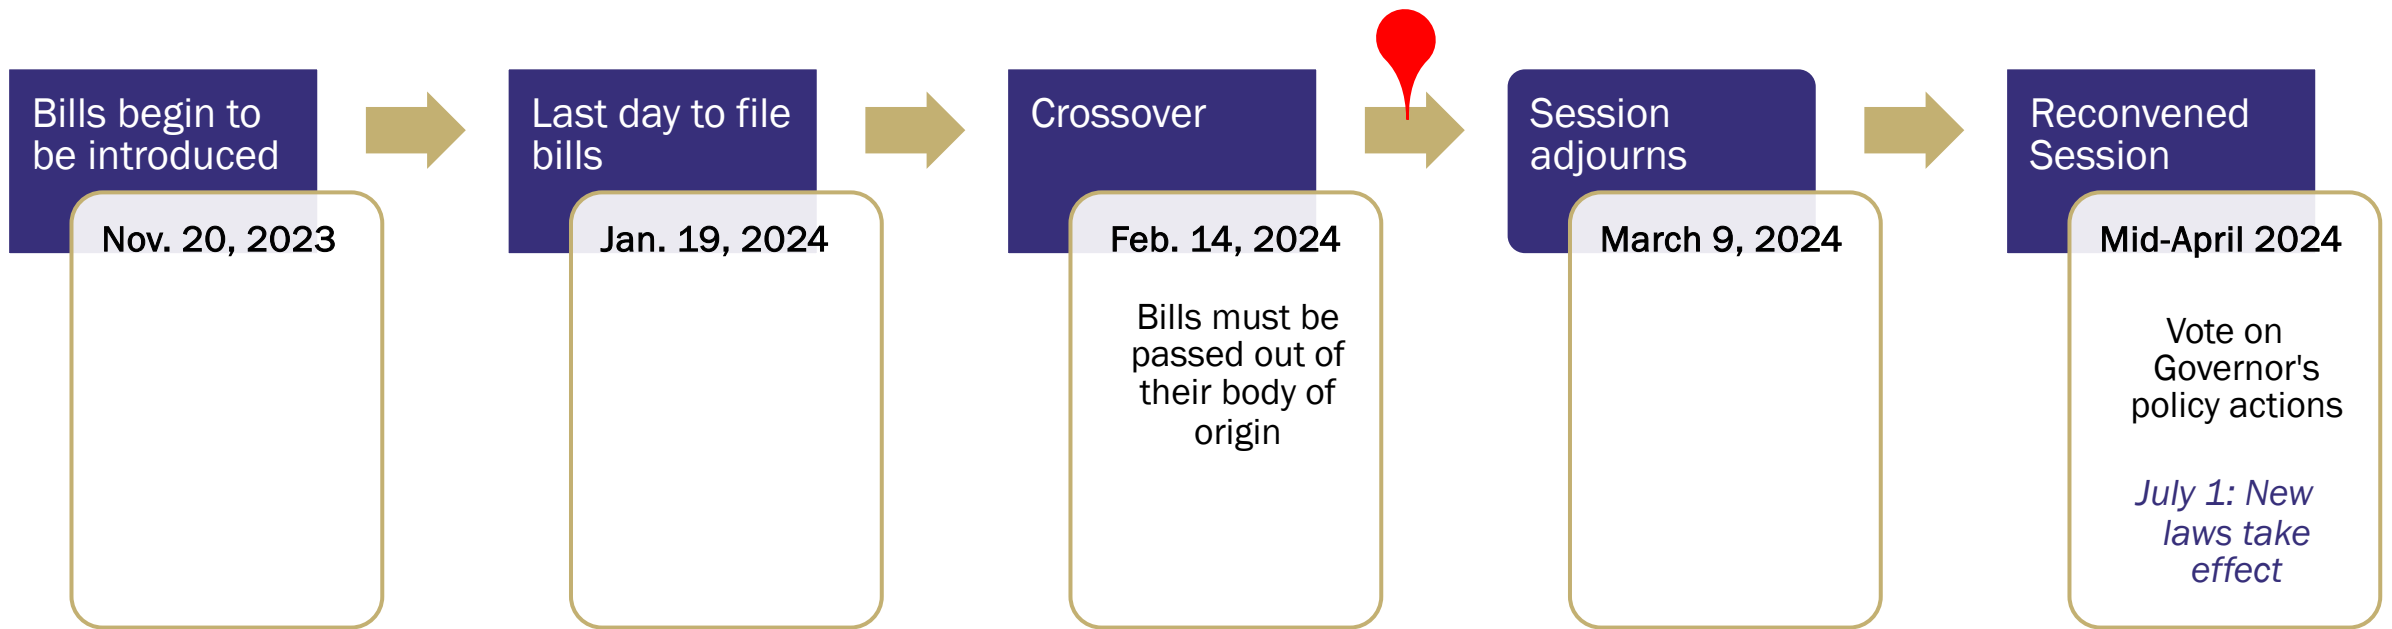 Bills begin to
be introduced
Nov. 20, 2023
Last day to file
bills
Jan. 19, 2024
Crossover
Feb. 14, 2024
Bills must be
passed out of
their body of
origin
Session
adjourns
March 9, 2024
Reconvened
Session
Mid-April 2024
Vote on
Governor's
policy actions
July 1: New
laws take
effect